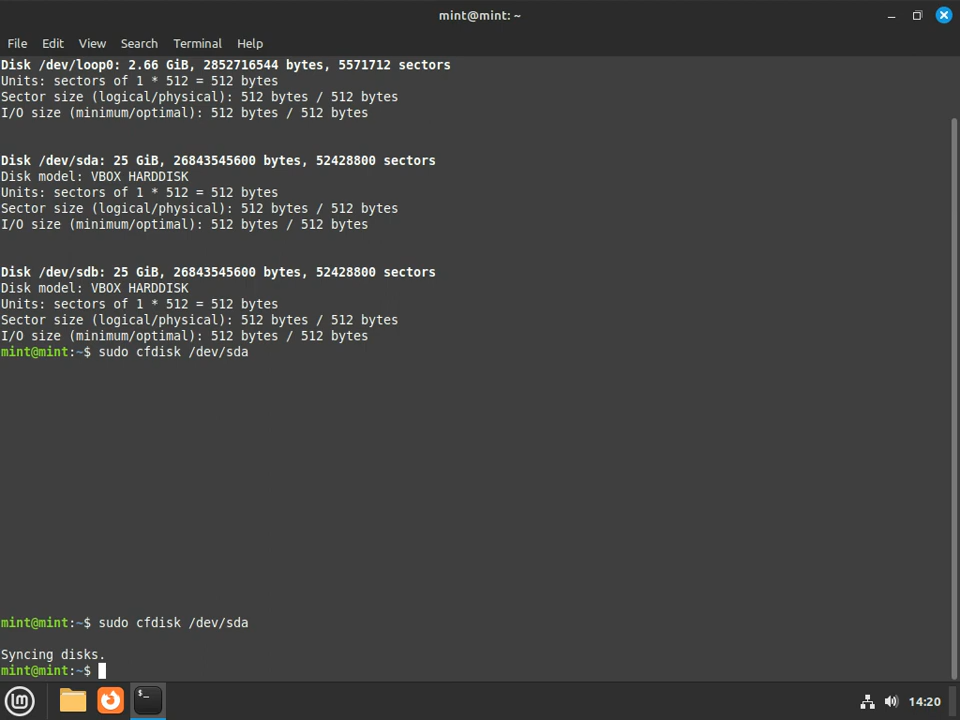 mint@mint: ~
File Edit View Search Terminal Help
Disk /dev/loop0: 2.66 GiB, 2852716544 bytes, 5571712 sectors
Units: sectors of 1 * 512 = 512 bytes
Sector size (logical/physical): 512 bytes / 512 bytes
I/O size (minimum/optimal): 512 bytes / 512 bytes
Disk /dev/sda: 25 GiB, 26843545600 bytes, 52428800 sectors
Disk model: VBOX HARDDISK
Units: sectors of 1 * 512 = 512 bytes
Sector size (logical/physical): 512 bytes / 512 bytes
I/O size (minimum/optimal): 512 bytes / 512 bytes
Disk /dev/sdb: 25 GiB, 26843545600 bytes, 52428800 sectors
Disk model: VBOX HARDDISK
Units: sectors of 1 * 512 = 512 bytes
Sector size (logical/physical): 512 bytes / 512 bytes
I/O size (minimum/optimal): 512 bytes / 512 bytes
mint@mint:~$ sudo cfdisk /dev/sda
mint@mint:~$ sudo cfdisk /dev/sda
Syncing disks.
mint@mint:~$
$_
14:20